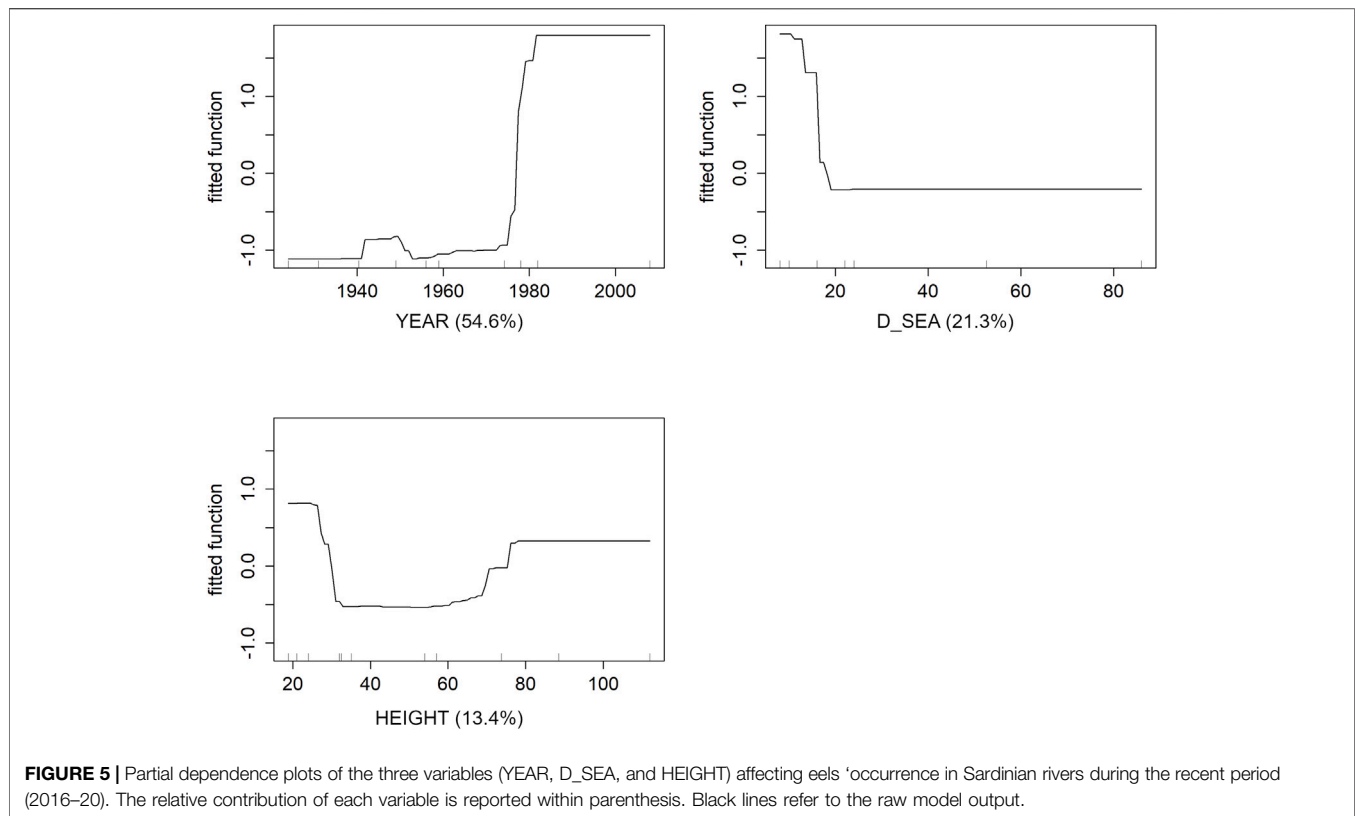 fitted function
1.0
0.0
-1.0
1940 1960 1980 2000
YEAR (54.6%)
fitted function
1.0
0.0
-1.0
20 40 60 80
D_SEA (21.3%)
fitted function
1.0
0.0
-1.0
20 40 60 80 100
HEIGHT (13.4%)
FIGURE 5 | Partial dependence plots of the three variables (YEAR, D_SEA, and HEIGHT) affecting eels ‘occurrence in Sardinian rivers during the recent period
(2016–20). The relative contribution of each variable is reported within parenthesis. Black lines refer to the raw model output.